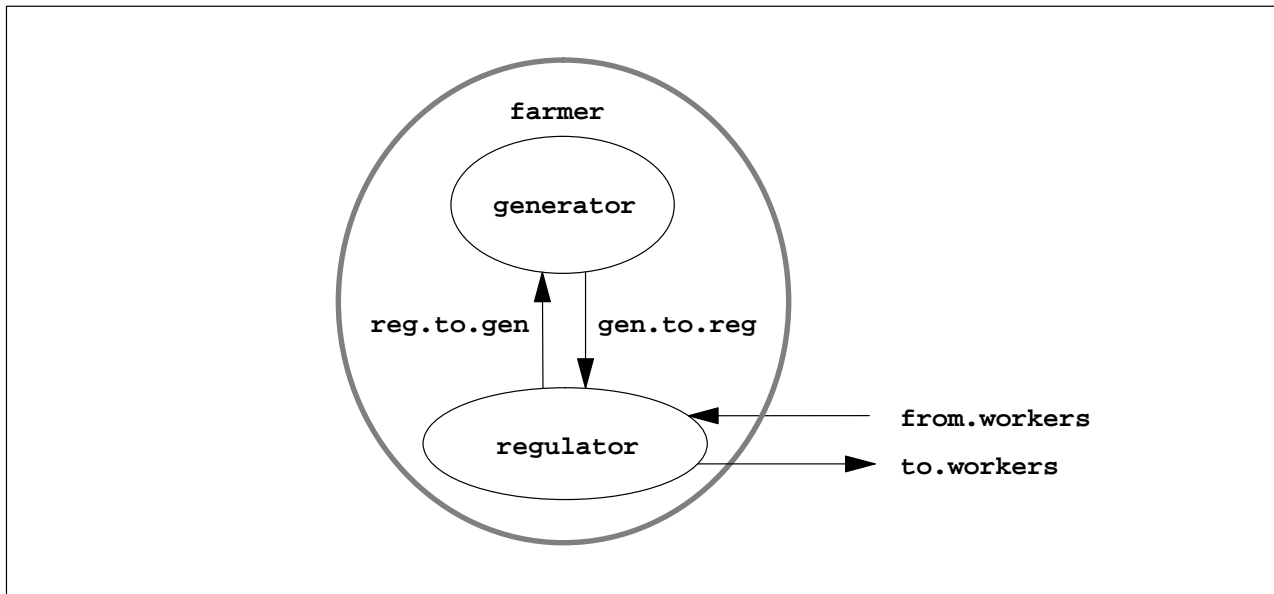 farmer
generator
reg.to.gen
gen.to.reg
regulator
from.workers
to.workers